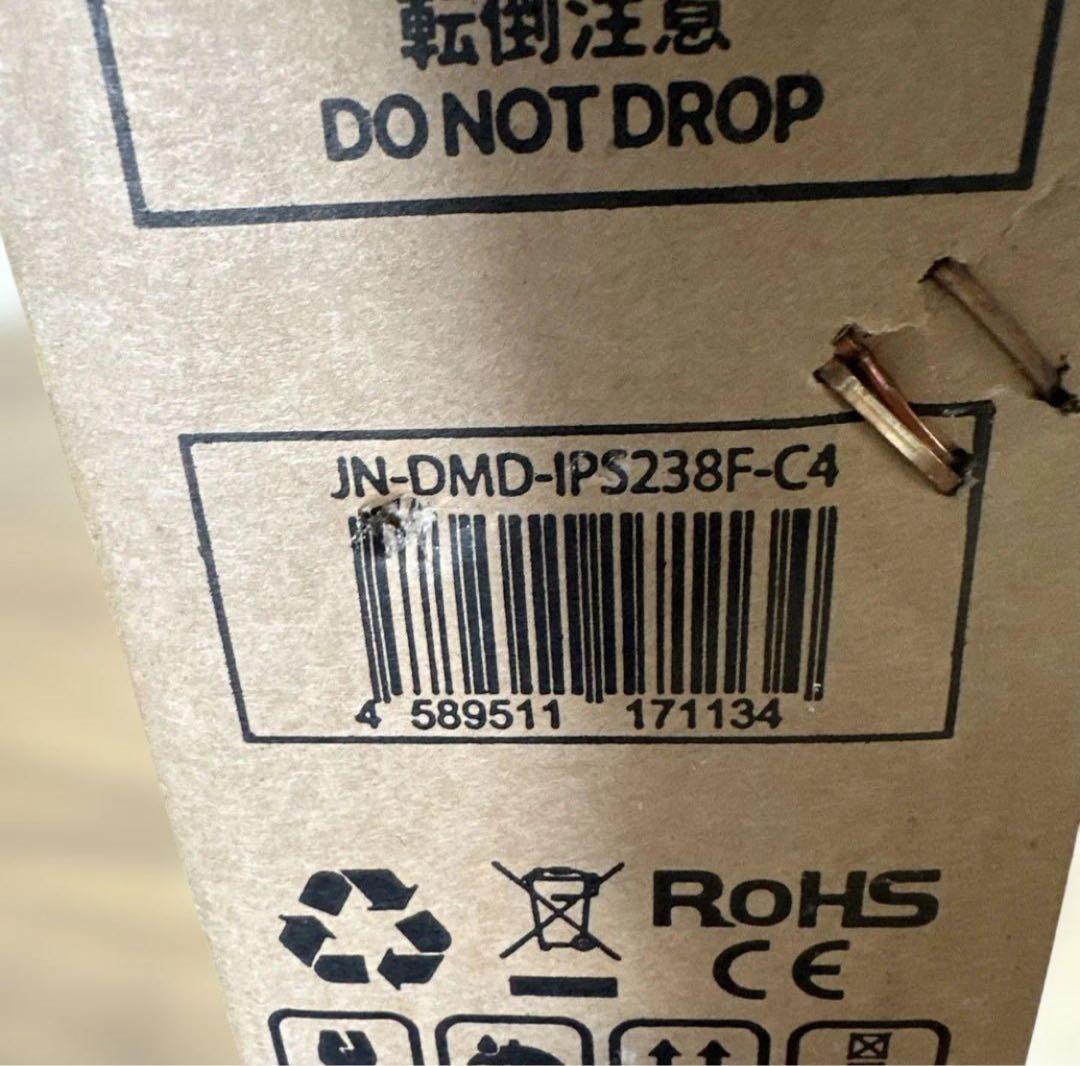 転倒注意
DO NOT DROP
JN-DMD-IPS238F-C4
4 589511 171134
RoHS
CE